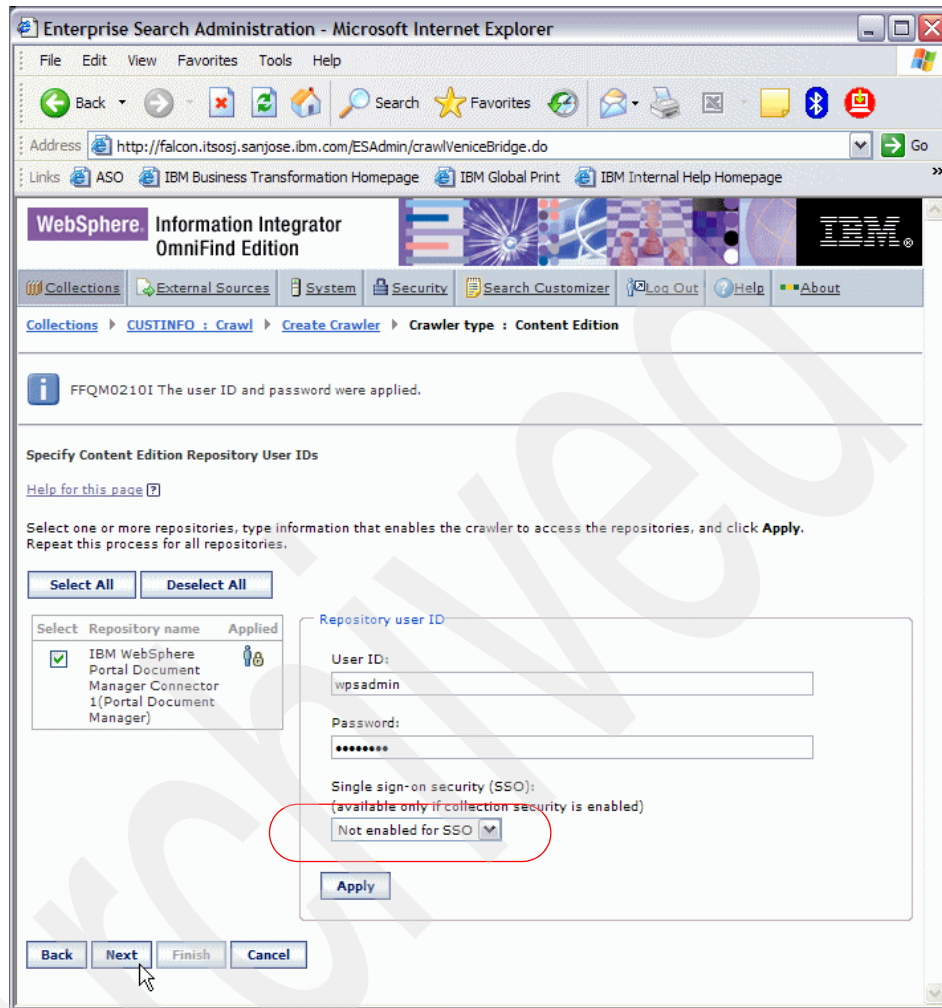 Enterprise Search Administration - Microsoft Internet Explorer
File Edit View Favorites Tools Help
Back Search Favorites
Address http://falcon.itsosj.sanjose.ibm.com/ESAdmin/crawlVeniceBridge.do Go
Links ASO IBM Business Transformation Homepage IBM Global Print IBM Internal Help Homepage »
WebSphere. Information Integrator
OmniFind Edition
IBM®
Collections External Sources System Security Search Customizer Log Out Help About
Collections CUSTINFO : Crawl Create Crawler Crawler type : Content Edition
FFQM0210I The user ID and password were applied.
Specify Content Edition Repository User IDs
Help for this page ?
Select one or more repositories, type information that enables the crawler to access the repositories, and click Apply.
Repeat this process for all repositories.
Select All Deselect All
Select Repository name Applied
IBM WebSphere
Portal Document
Manager Connector
1(Portal Document
Manager)
Repository user ID
User ID:
wpsadmin
Password:
••••••••
Single sign-on security (SSO):
(available only if collection security is enabled)
Not enabled for SSO
Apply
Back Next Finish Cancel
rchived